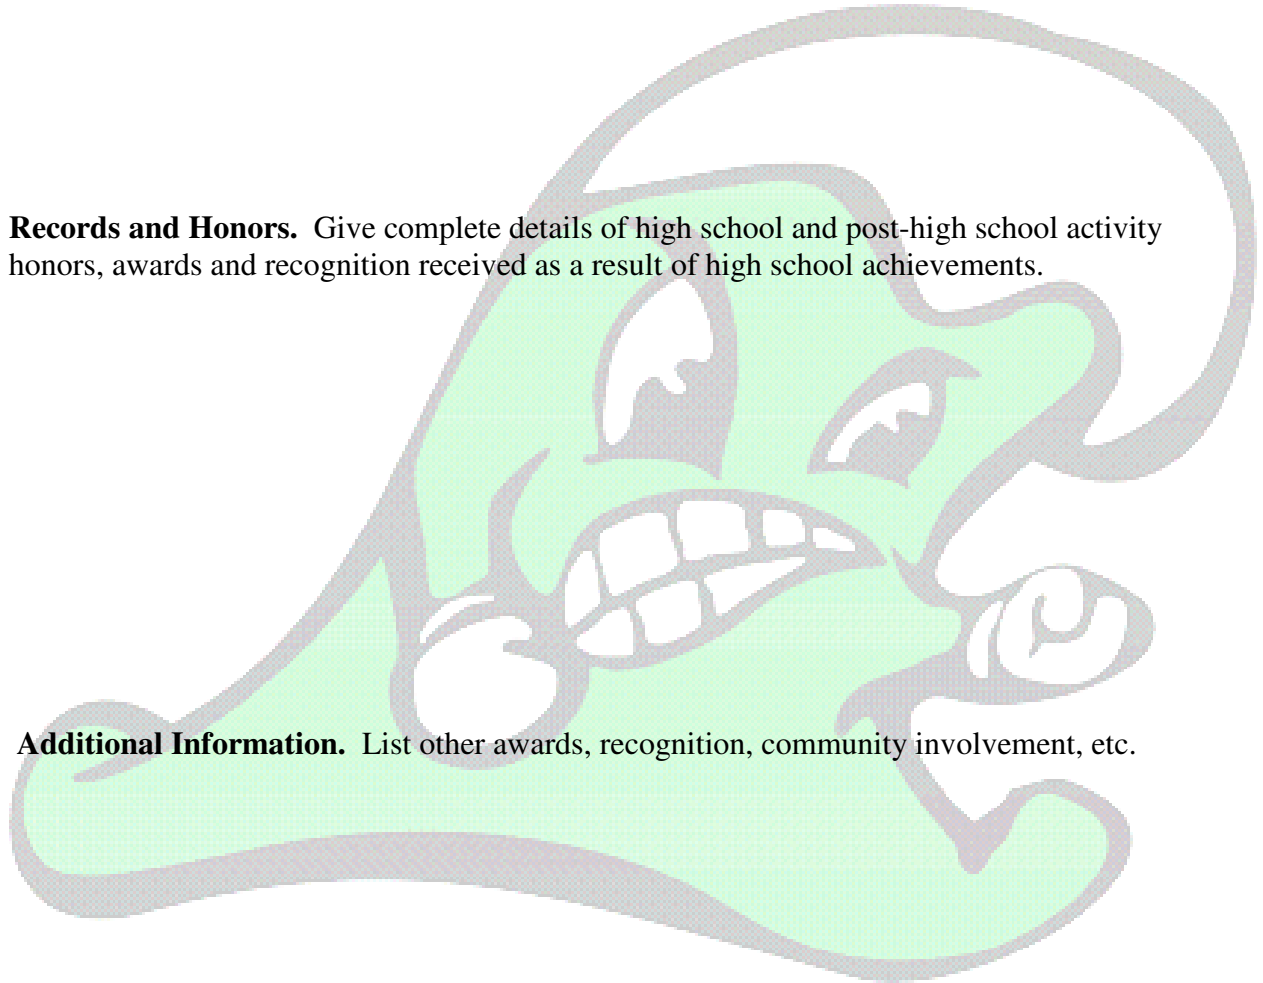 Records and Honors. Give complete details of high school and post-high school activity
honors, awards and recognition received as a result of high school achievements.
Additional Information. List other awards, recognition, community involvement, etc.